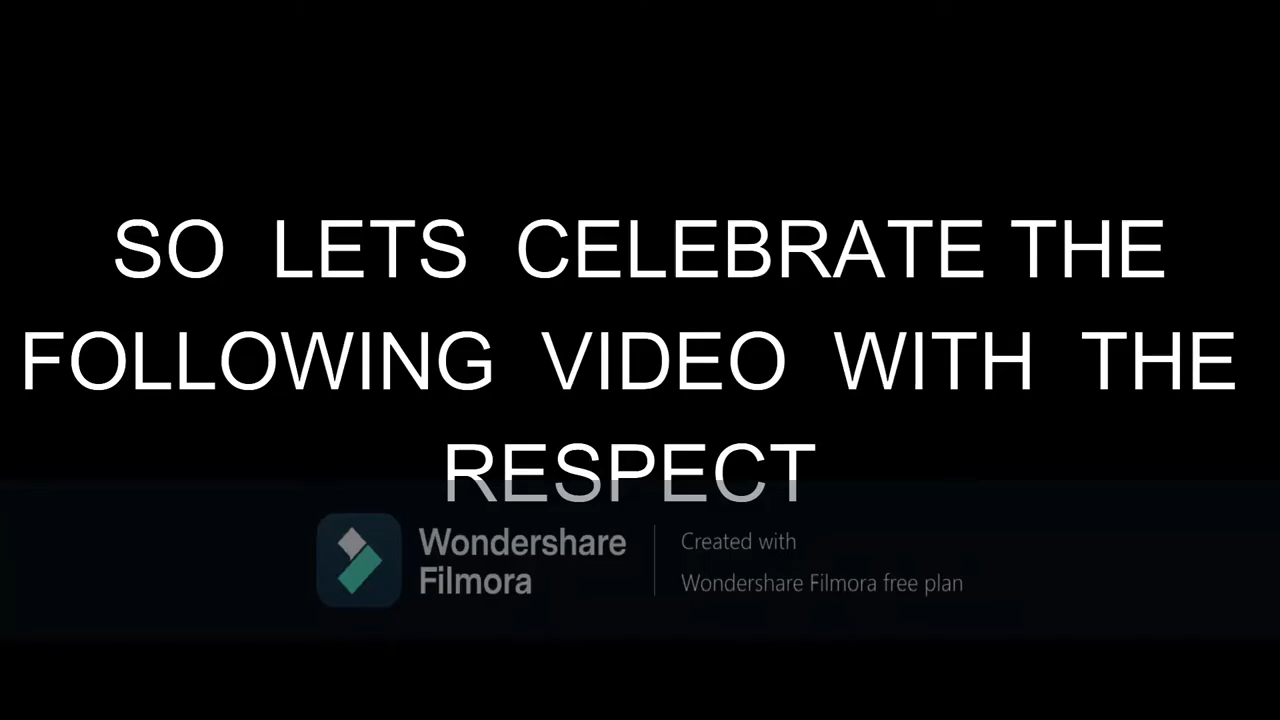 SO LETS CELEBRATE THE
FOLLOWING VIDEO WITH THE
RESPECT
Wondershare
Filmora
Created with
Wondershare Filmora free plan